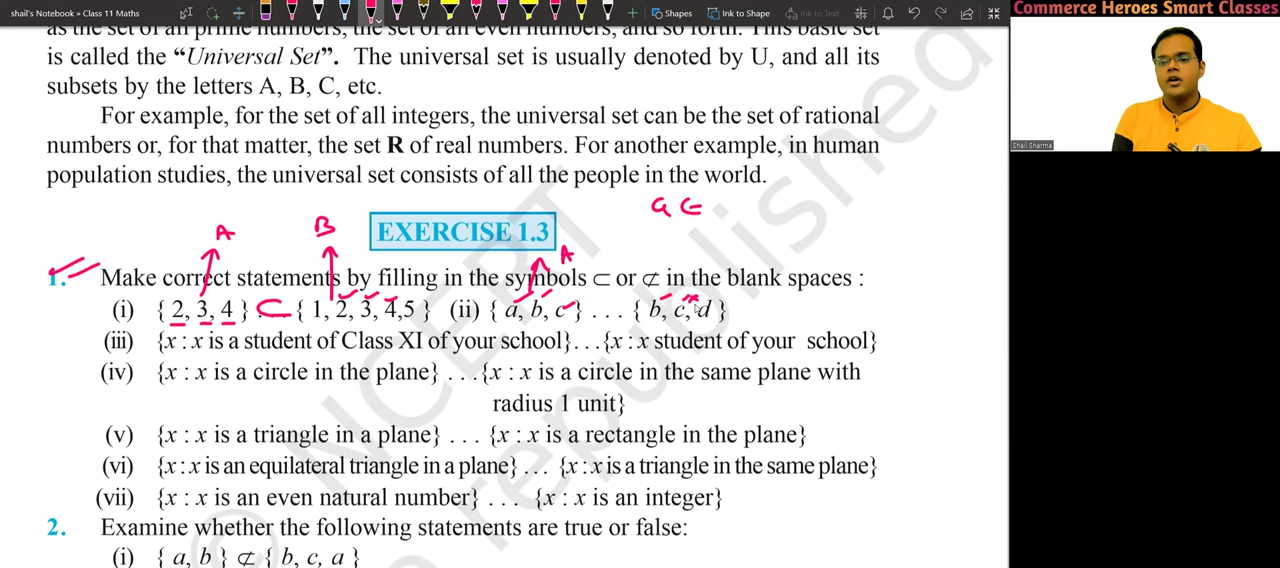 shail's Notebook » Class 11 Maths
Shapes
Ink to Shape
Ink to Text
Commerce Heroes Smart Classes
Shail Sharma
as the set of all prime numbers, the set of all even numbers, and so forth. This basic set
is called the “Universal Set”. The universal set is usually denoted by U, and all its
subsets by the letters A, B, C, etc.
For example, for the set of all integers, the universal set can be the set of rational
numbers or, for that matter, the set R of real numbers. For another example, in human
population studies, the universal set consists of all the people in the world.
a ∈
A
B
EXERCISE 1.3
A
1. Make correct statements by filling in the symbols ⊂ or ⊄ in the blank spaces :
(i) { 2, 3, 4 } ⊂ { 1, 2, 3, 4,5 } (ii) { a, b, c } . . . { b, c, d }
(iii) {x : x is a student of Class XI of your school}. . .{x : x student of your school}
(iv) {x : x is a circle in the plane} . . .{x : x is a circle in the same plane with
radius 1 unit}
(v) {x : x is a triangle in a plane} . . . {x : x is a rectangle in the plane}
(vi) {x : x is an equilateral triangle in a plane} . . . {x : x is a triangle in the same plane}
(vii) {x : x is an even natural number} . . . {x : x is an integer}
2. Examine whether the following statements are true or false:
(i) { a, b } ⊄ { b, c, a }
© NCERT
be republished